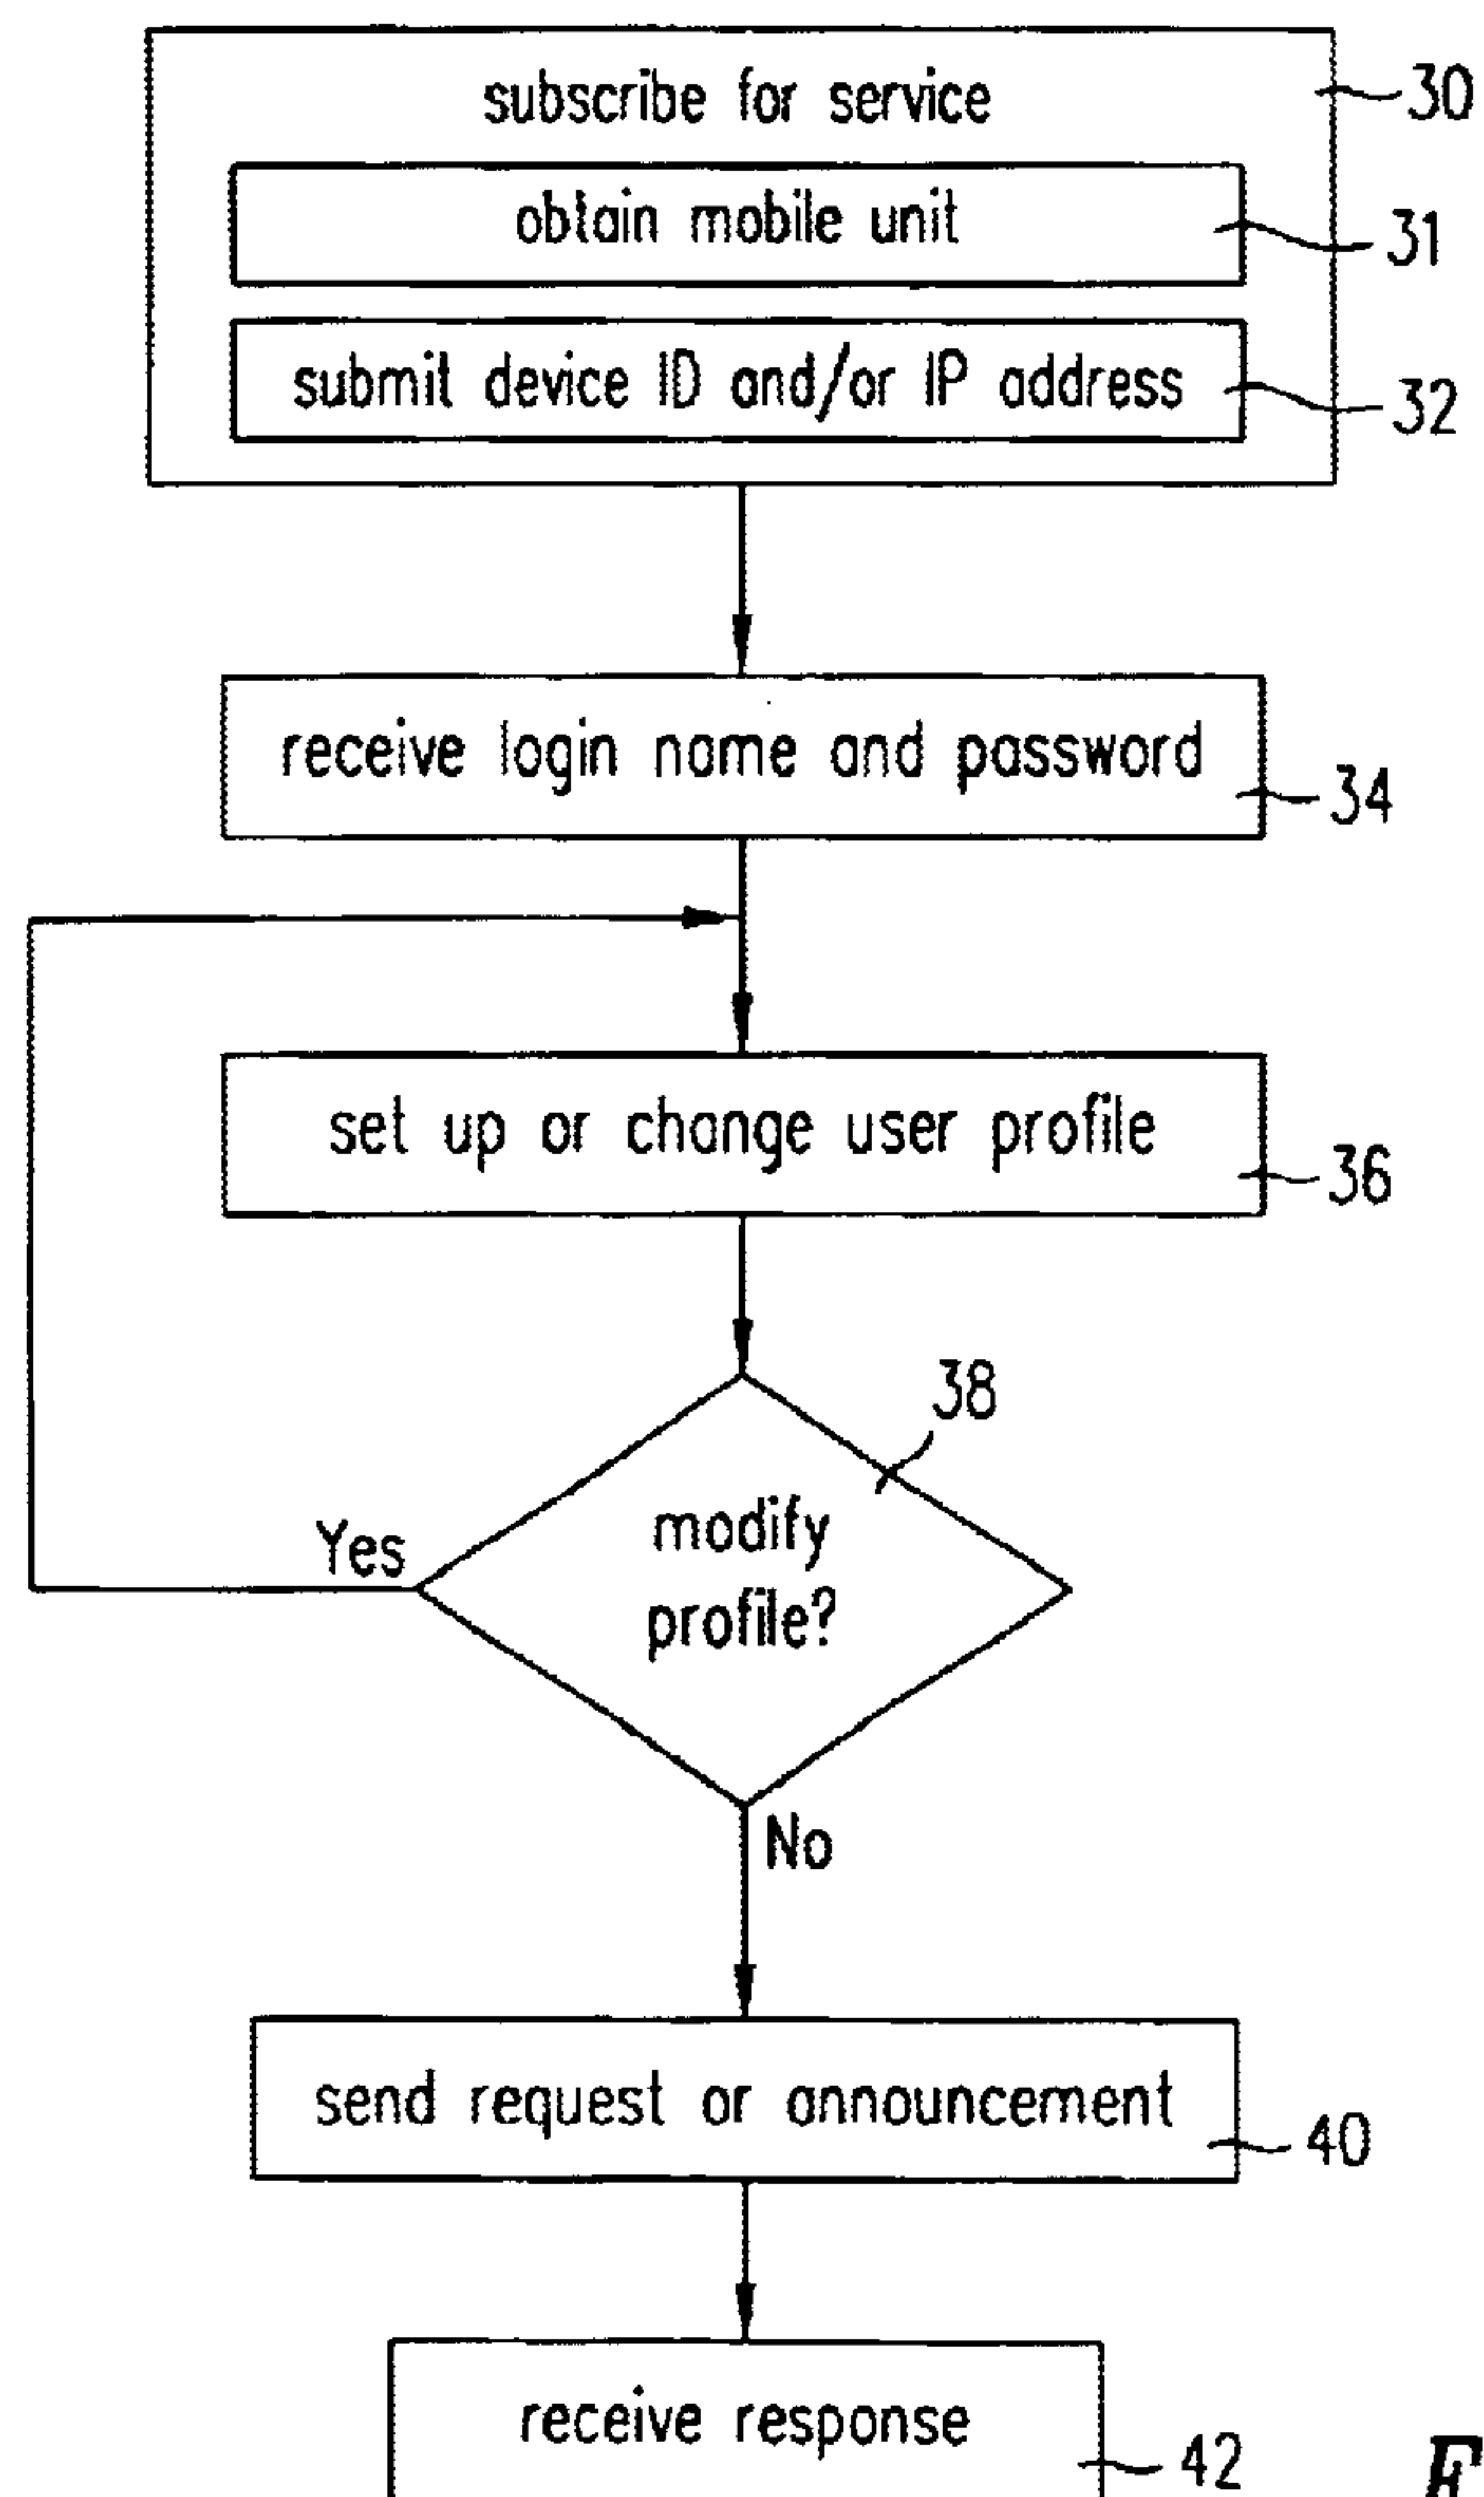 subscribe for service
30
obtain mobile unit
31
submit device ID and/or IP address
32
receive login name and password
34
set up or change user profile
36
38
modify
profile?
Yes
No
send request or announcement
40
receive response
42